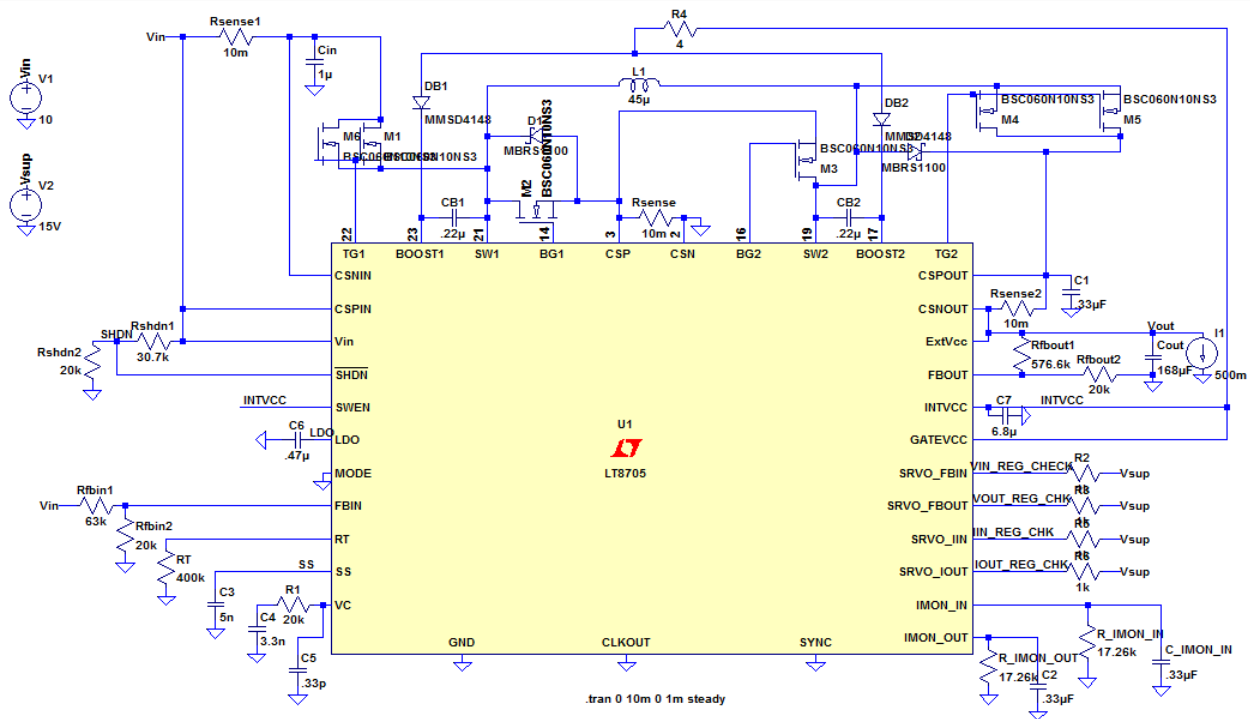 R4
4
Rsense1
10m
Vin
Cin
1µ
Vin
V1
10
Vsup
V2
15V
DB1
MMSD4148
L1
45µ
DB2
MMSD4148
D1
MBRS1100
D2
MBRS1100
M6
M1
BSC060N10NS3
BSC060N10NS3
M2
BSC060N10NS3
M3
BSC060N10NS3
BSC060N10NS3
M4
BSC060N10NS3
M5
CB1
.22µ
Rsense
10m
CB2
.22µ
22
23
21
14
3
2
16
19
17
TG1
BOOST1
SW1
BG1
CSP
CSN
BG2
SW2
BOOST2
TG2
CSNIN
CSPIN
Vin
SHDN
SWEN
LDO
MODE
FBIN
RT
SS
VC
GND
CLKOUT
SYNC
CSPOUT
CSNOUT
ExtVcc
FBOUT
INTVCC
GATEVCC
SRVO_FBIN
SRVO_FBOUT
SRVO_IIN
SRVO_IOUT
IMON_IN
IMON_OUT
U1
LT8705
SHDN
Rshdn1
30.7k
Rshdn2
20k
INTVCC
C6
LDO
.47µ
Vin
Rfbin1
63k
Rfbin2
20k
RT
400k
SS
C3
5n
R1
20k
C4
3.3n
C5
.33p
C1
.33µF
Rsense2
10m
Vout
I1
500m
Rfbout1
576.6k
Rfbout2
20k
Cout
168µF
C7
6.8µ
INTVCC
VIN_REG_CHECK
R2
Vsup
VOUT_REG_CHK
Vsup
IIN_REG_CHK
Vsup
IOUT_REG_CHK
1k
Vsup
R_IMON_IN
17.26k
C_IMON_IN
.33µF
R_IMON_OUT
17.26k
C2
.33µF
.tran 0 10m 0 1m steady